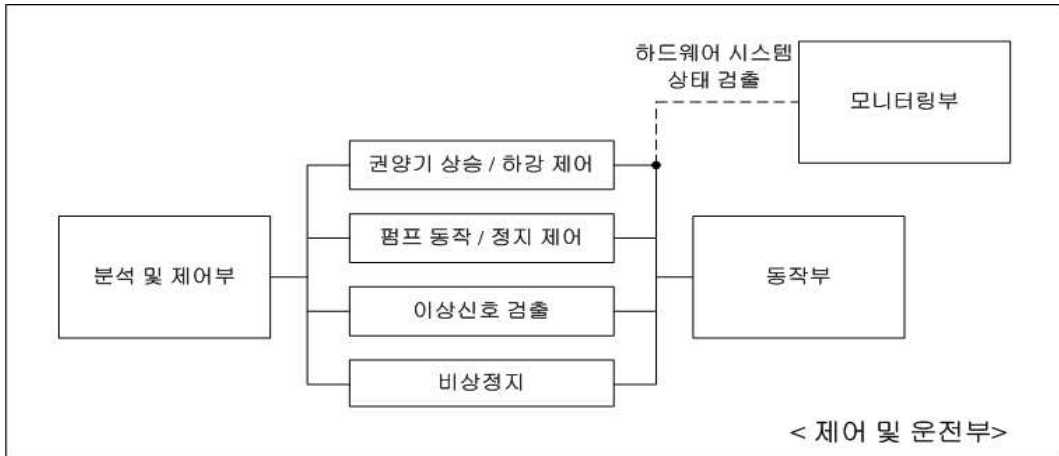 하드웨어 시스템
상태 검출
모니터링부
권양기 상승 / 하강 제어
펌프 동작 / 정지 제어
분석 및 제어부
동작부
이상신호 검출
비상정지
< 제어 및 운전부>